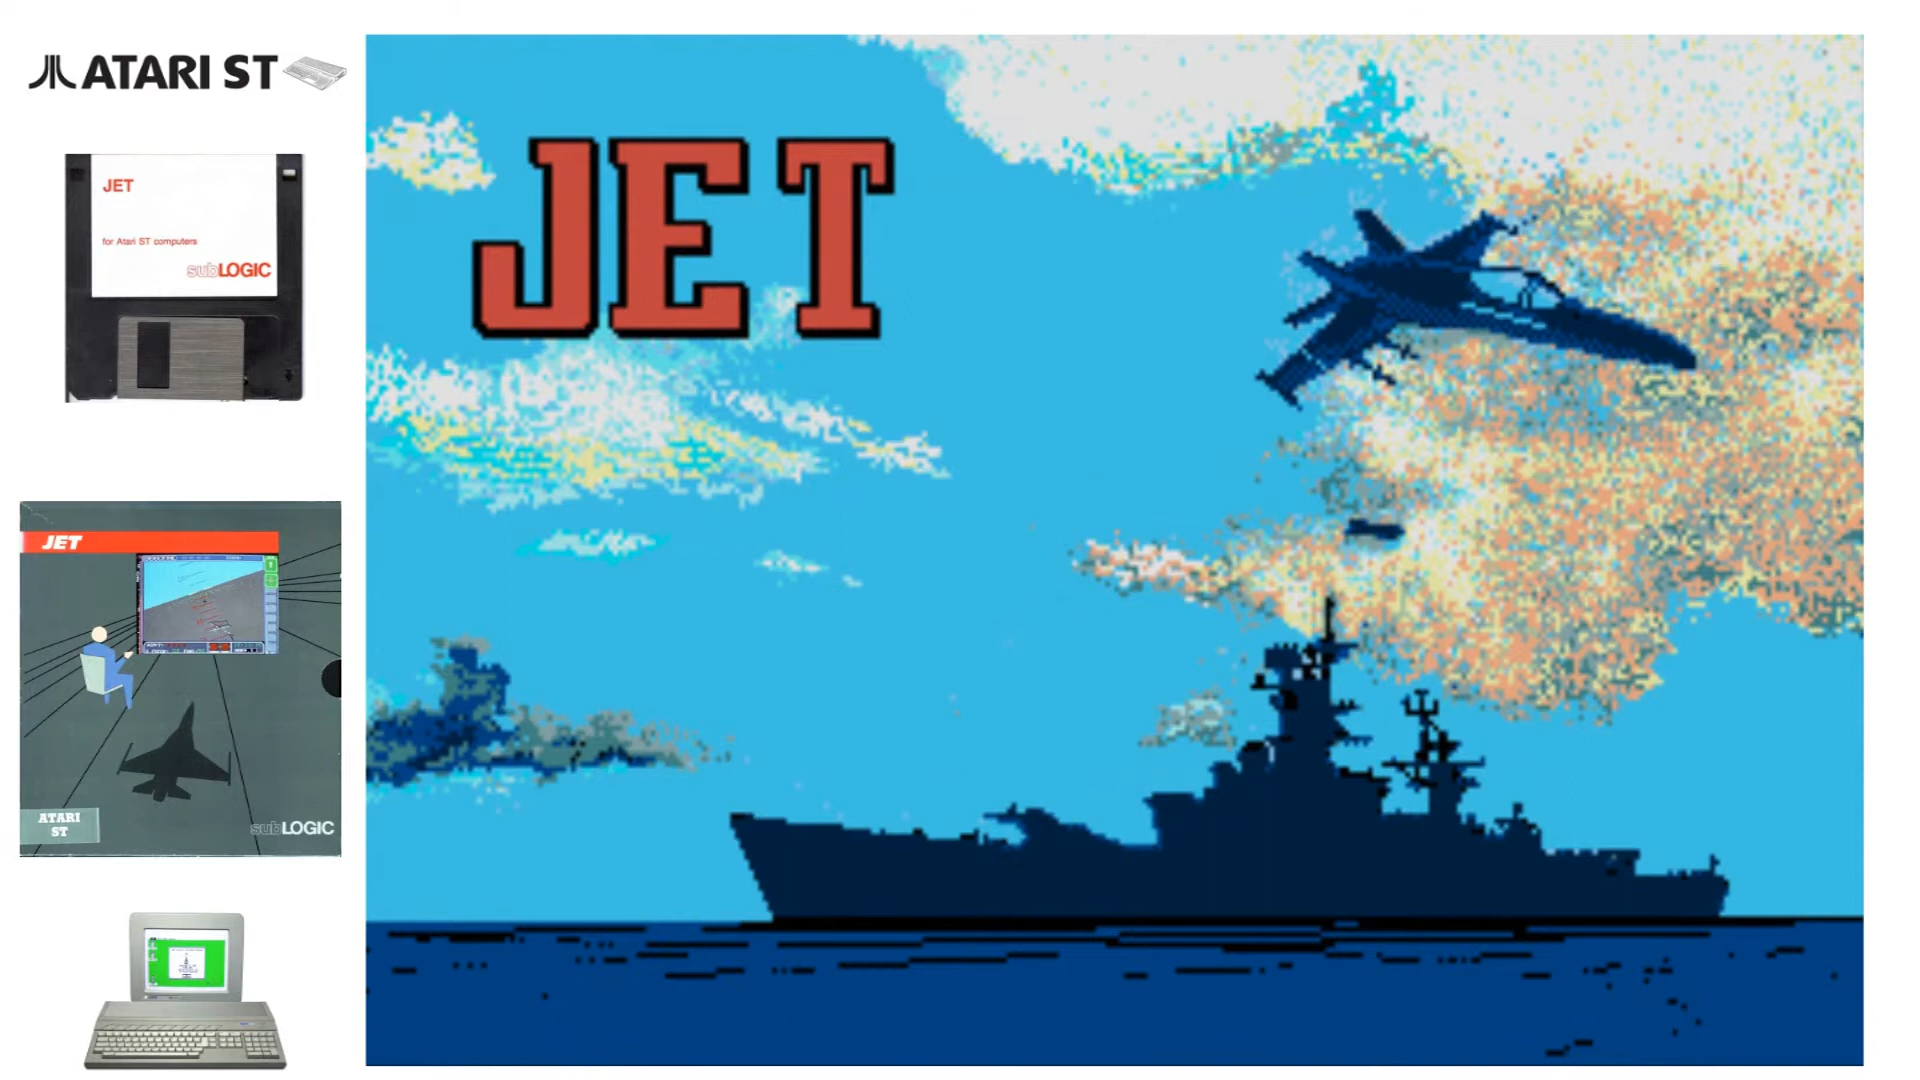 ATARI ST
JET
for Atari ST computers
subLOGIC
JET
JET
ATARI
ST
subLOGIC